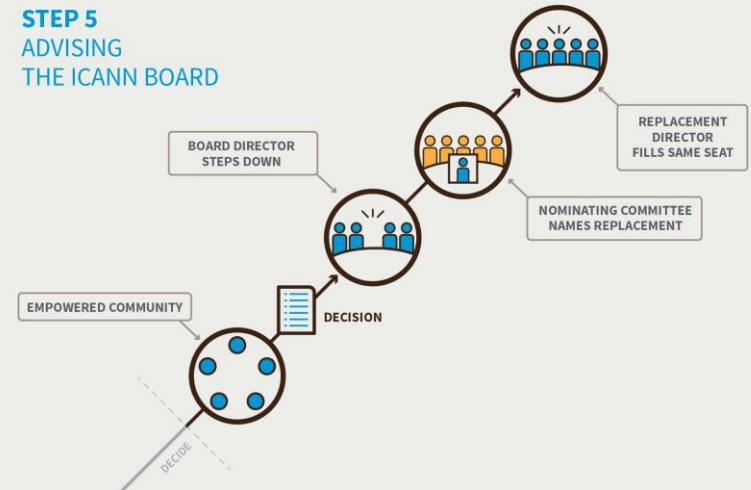 STEP 5
ADVISING
THE ICANN BOARD
BOARD DIRECTOR
STEPS DOWN
REPLACEMENT
DIRECTOR
FILLS SAME SEAT
NOMINATING COMMITTEE
NAMES REPLACEMENT
EMPOWERED COMMUNITY
DECISION
DECIDE